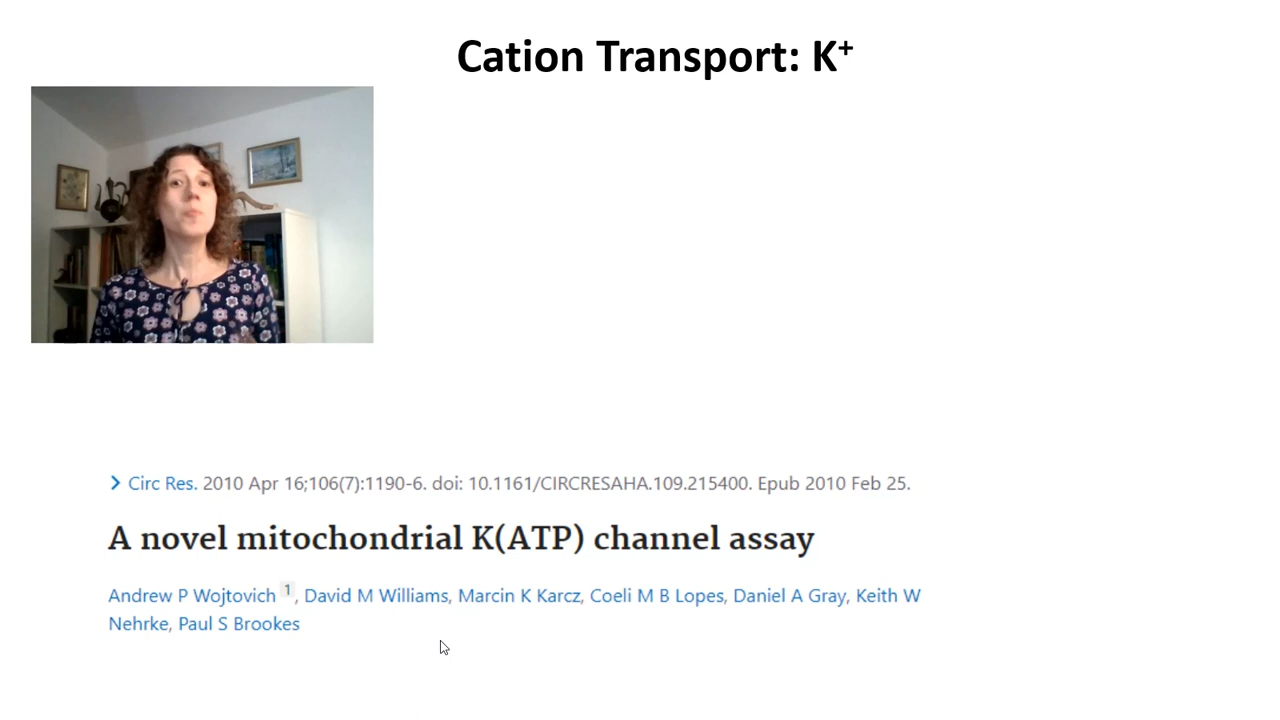 Cation Transport: K⁺
Circ Res. 2010 Apr 16;106(7):1190-6. doi: 10.1161/CIRCRESAHA.109.215400. Epub 2010 Feb 25.
A novel mitochondrial K(ATP) channel assay
Andrew P Wojtovich 1, David M Williams, Marcin K Karcz, Coeli M B Lopes, Daniel A Gray, Keith W
Nehrke, Paul S Brookes